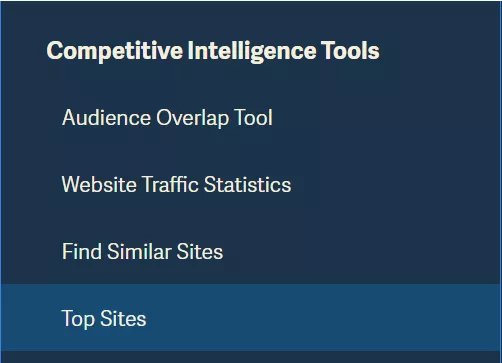 Competitive Intelligence Tools
Audience Overlap Tool
Website Traffic Statistics
Find Similar Sites
Top Sites